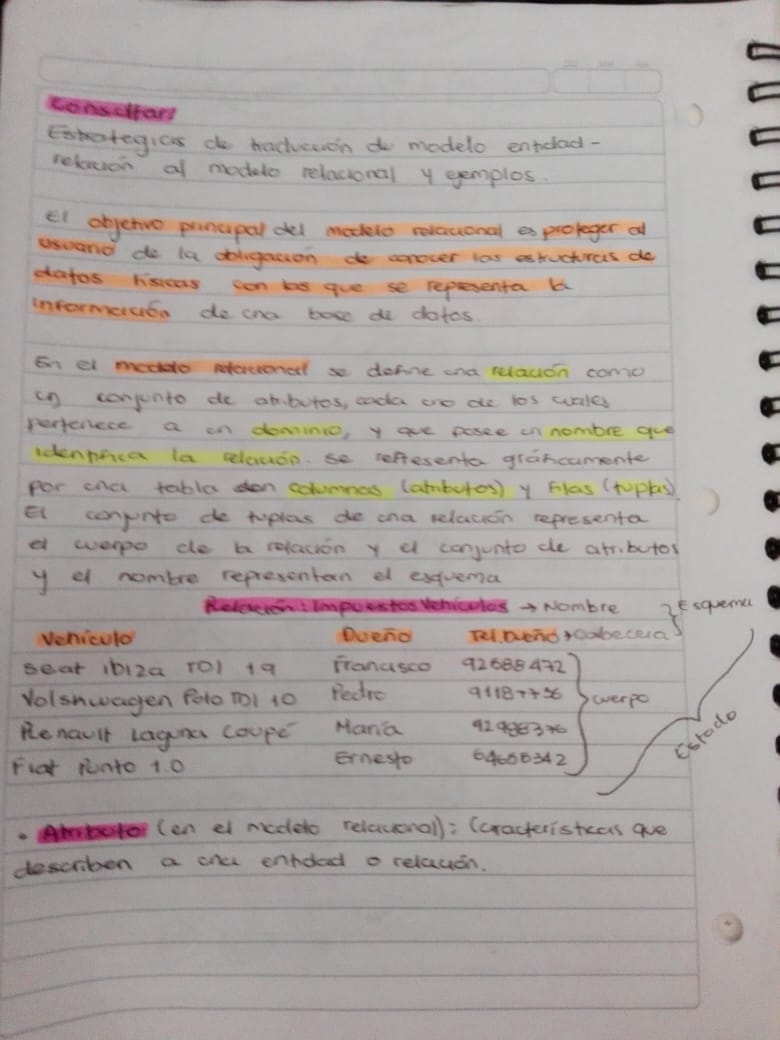 Consultar:
Estrategias de traducción de modelo entidad-
relación al modelo relacional y ejemplos.
El objetivo principal del modelo relacional es proteger al
usuario de la obligación de conocer las estructuras de
datos físicas con las que se representa la
información de una base de datos.
En el modelo relacional se define una relación como
un conjunto de atributos, cada uno de los cuales
pertenece a un dominio, y que posee un nombre que
identifica la relación. se representa gráficamente
por una tabla con columnas (atributos) y filas (tuplas).
El conjunto de tuplas de una relación representa
el cuerpo de la relación y el conjunto de atributos
y el nombre representan el esquema
Relación: Impuestos Vehículos → Nombre } Esquema
Vehículo Dueño Tel. Dueño → Cabecera
Seat ibiza TDI 1.9 Francisco 92688472
Volshwagen Polo TDI 1.0 Pedro
cuerpo
Renault Laguna Coupé María
Estado
Fiat Punto 1.0 Ernesto 64655342
• Atributo (en el modelo relacional): Características que
describen a una entidad o relación.